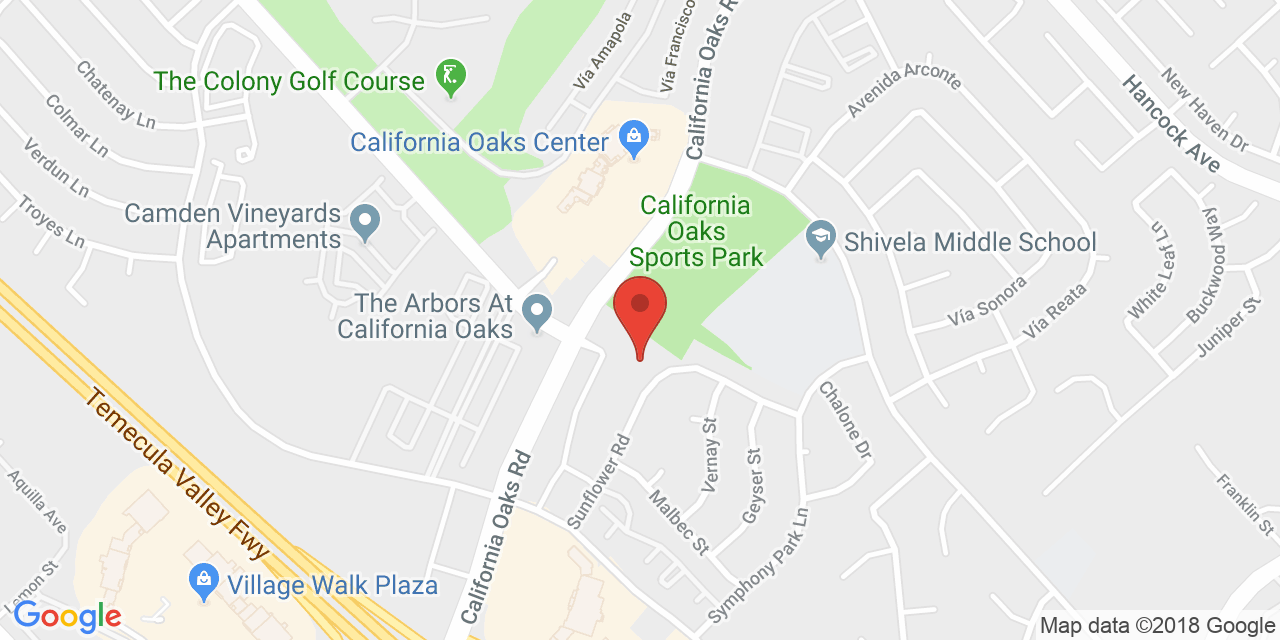 Vía Amapola
Vía Francisco
California Oaks R
The Colony Golf Course
Chatenay Ln
Colmar Ln
Verdun Ln
Troyes Ln
Avenida Arconte
Hancock Ave
New Haven Dr
California Oaks Center
California
Oaks
Sports Park
Camden Vineyards
Apartments
Shivela Middle School
White Leaf Ln
Buckwood Way
Juniper St
Vía Sonora
Vía Reata
The Arbors At
California Oaks
Temecula Valley Fwy
California Oaks Rd
Sunflower Rd
Vernay St
Geyser St
Malbec St
Symphony Park Ln
Chalone Dr
Franklin St
Aquilla Ave
Lemon St
Village Walk Plaza
Google
Map data ©2018 Google